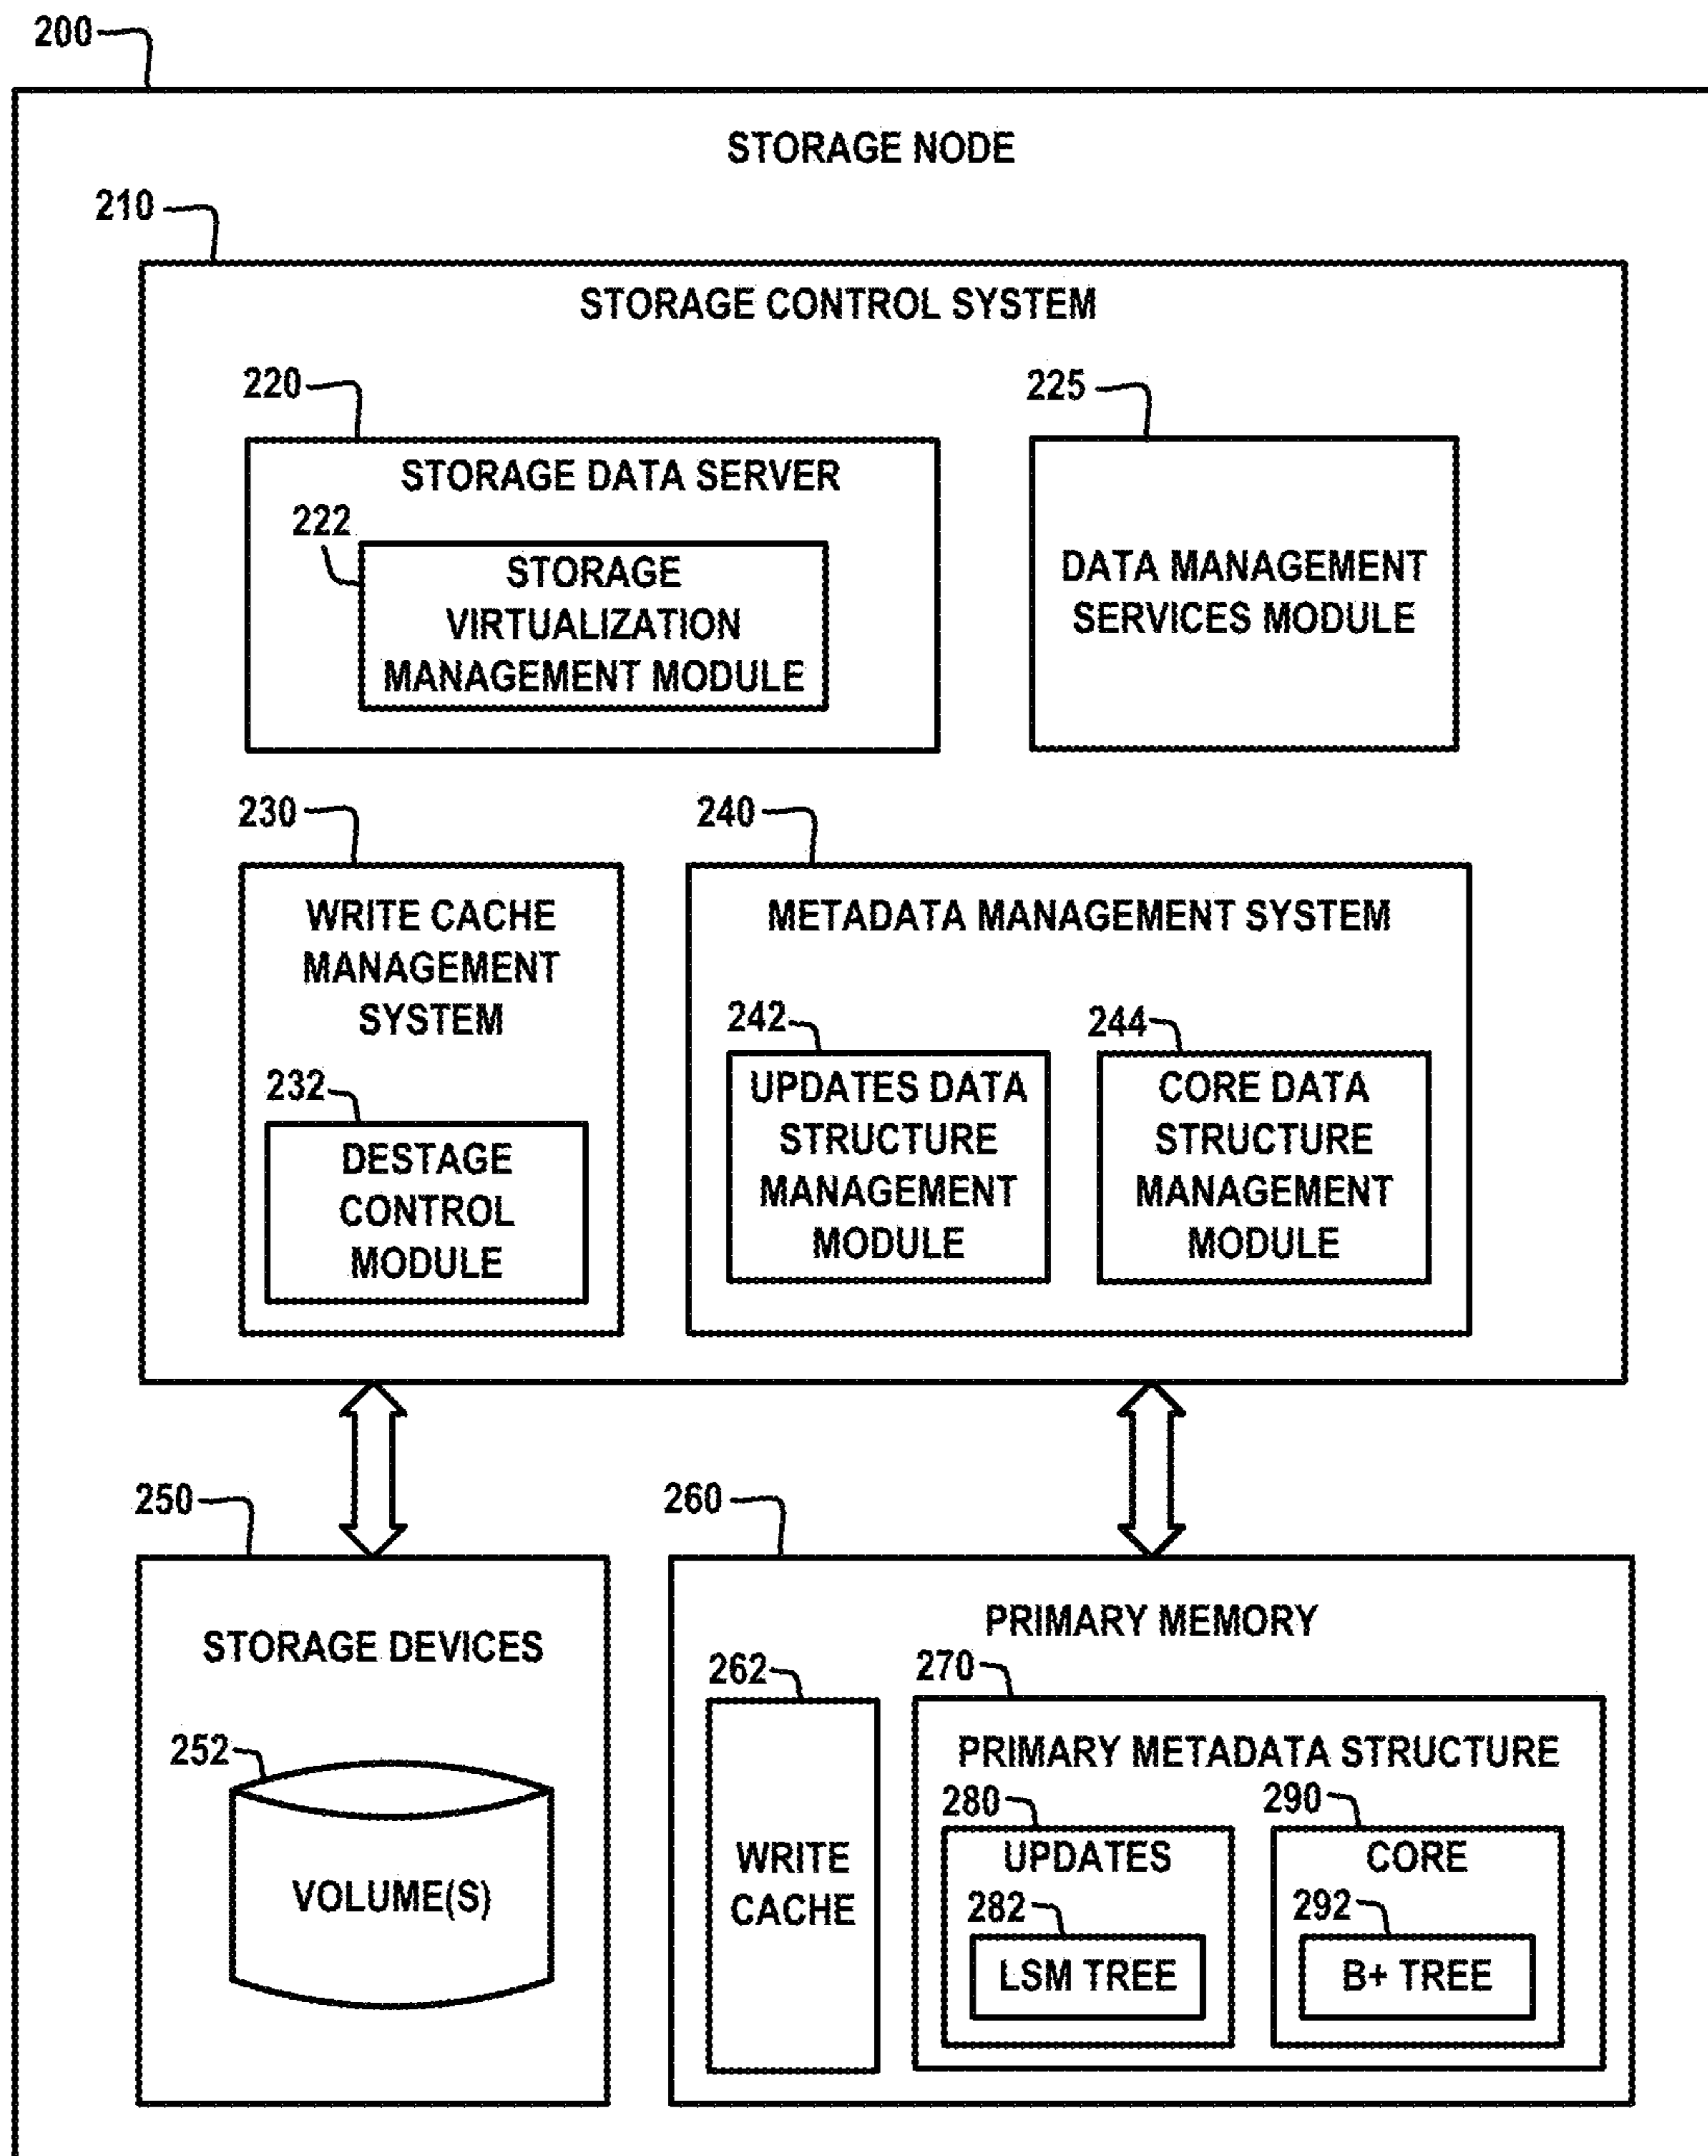 200
STORAGE NODE
210
STORAGE CONTROL SYSTEM
220
STORAGE DATA SERVER
222
STORAGE
VIRTUALIZATION
MANAGEMENT MODULE
225
DATA MANAGEMENT
SERVICES MODULE
230
WRITE CACHE
MANAGEMENT
SYSTEM
232
DESTAGE
CONTROL
MODULE
240
METADATA MANAGEMENT SYSTEM
242
UPDATES DATA
STRUCTURE
MANAGEMENT
MODULE
244
CORE DATA
STRUCTURE
MANAGEMENT
MODULE
250
STORAGE DEVICES
252
VOLUME(S)
260
PRIMARY MEMORY
262
WRITE
CACHE
270
PRIMARY METADATA STRUCTURE
280
UPDATES
282
LSM TREE
290
CORE
292
B+ TREE